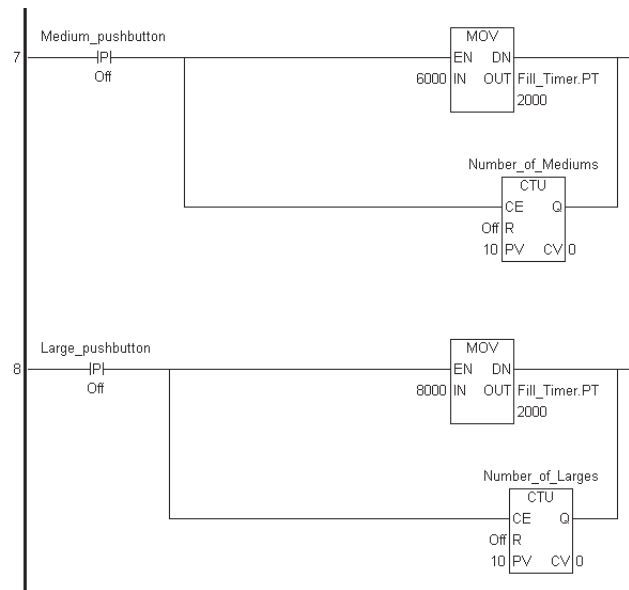 Medium_pushbutton
7
P
Off
MOV
EN DN
6000 IN OUT Fill_Timer.PT
2000
Number_of_Mediums
CTU
CE Q
Off R
10 PV CV 0
Large_pushbutton
8
P
Off
MOV
EN DN
8000 IN OUT Fill_Timer.PT
2000
Number_of_Larges
CTU
CE Q
Off R
10 PV CV 0